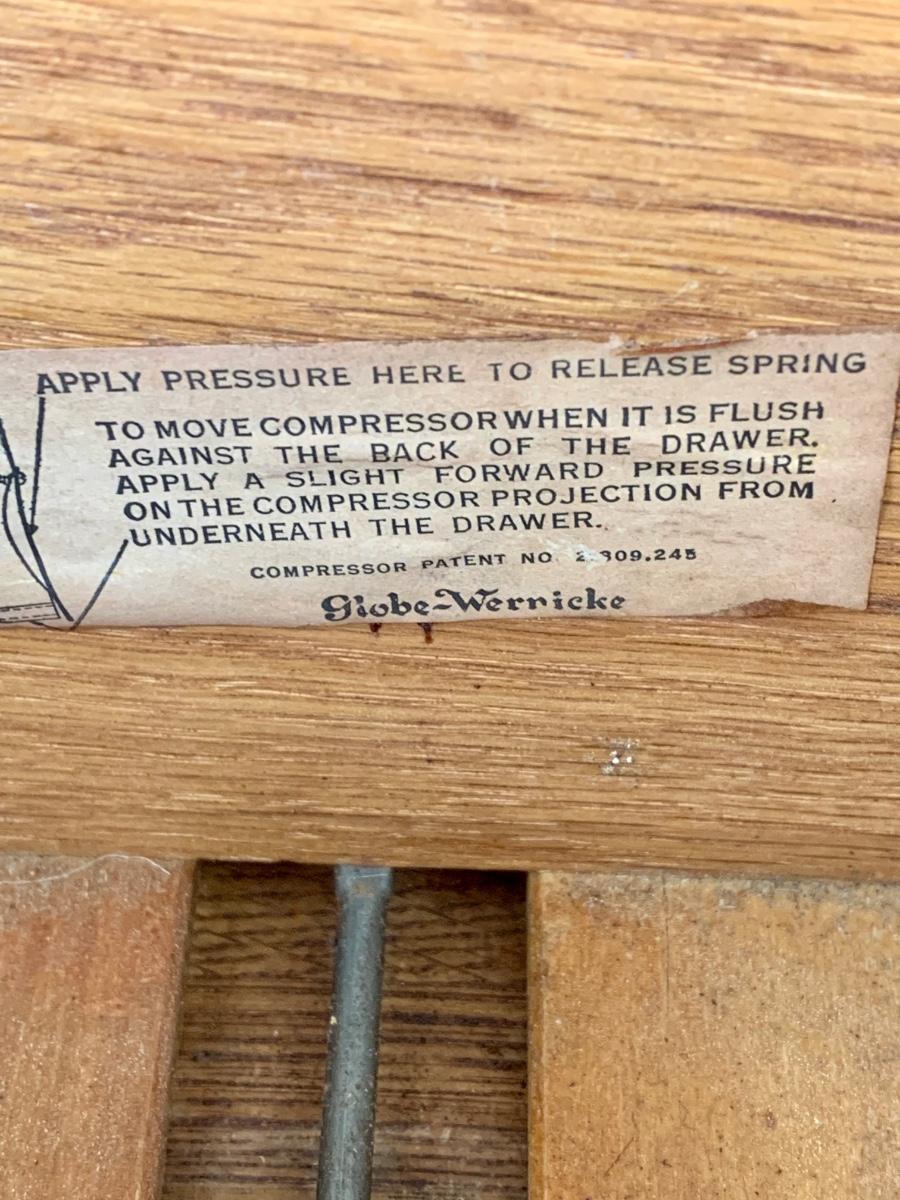 APPLY PRESSURE HERE TO RELEASE SPRING
TO MOVE COMPRESSOR WHEN IT IS FLUSH
AGAINST THE BACK OF THE DRAWER.
APPLY A SLIGHT FORWARD PRESSURE
ON THE COMPRESSOR PROJECTION FROM
UNDERNEATH THE DRAWER.
COMPRESSOR PATENT NO.
Globe-Wernicke